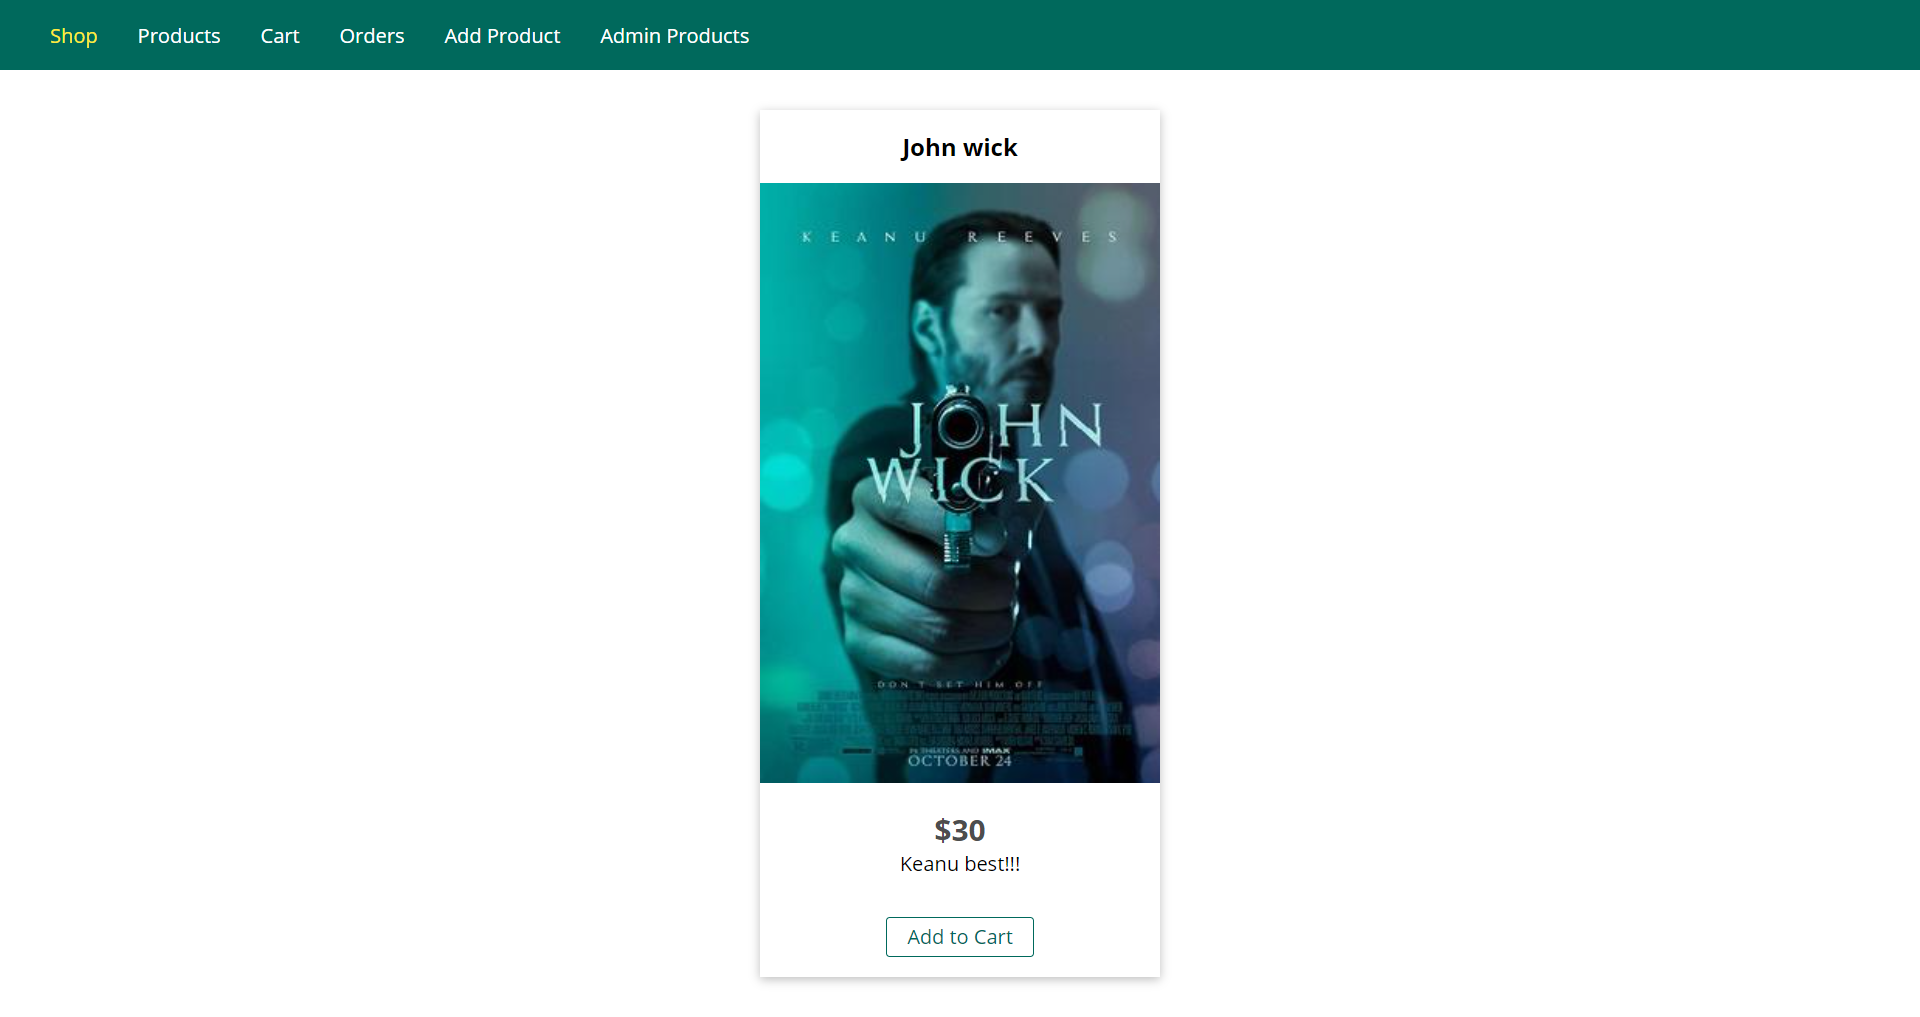 Shop Products Cart Orders Add Product Admin Products
John wick
KEANU REEVES
JOHN
WICK
DON'T SET HIM OFF
IN THEATERS AND IMAX
OCTOBER 24
$30
Keanu best!!!
Add to Cart